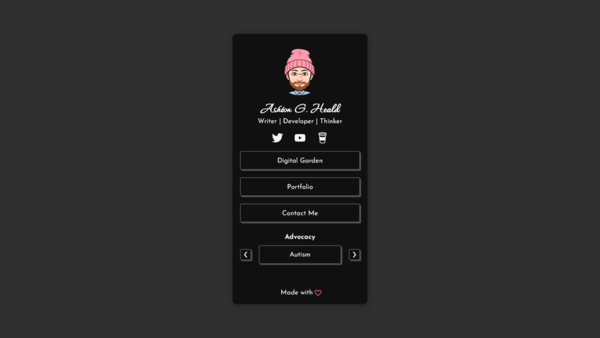 Ashton G. Heald
Writer | Developer | Thinker
Digital Garden
Portfolio
Contact Me
Advocacy
Autism
Made with